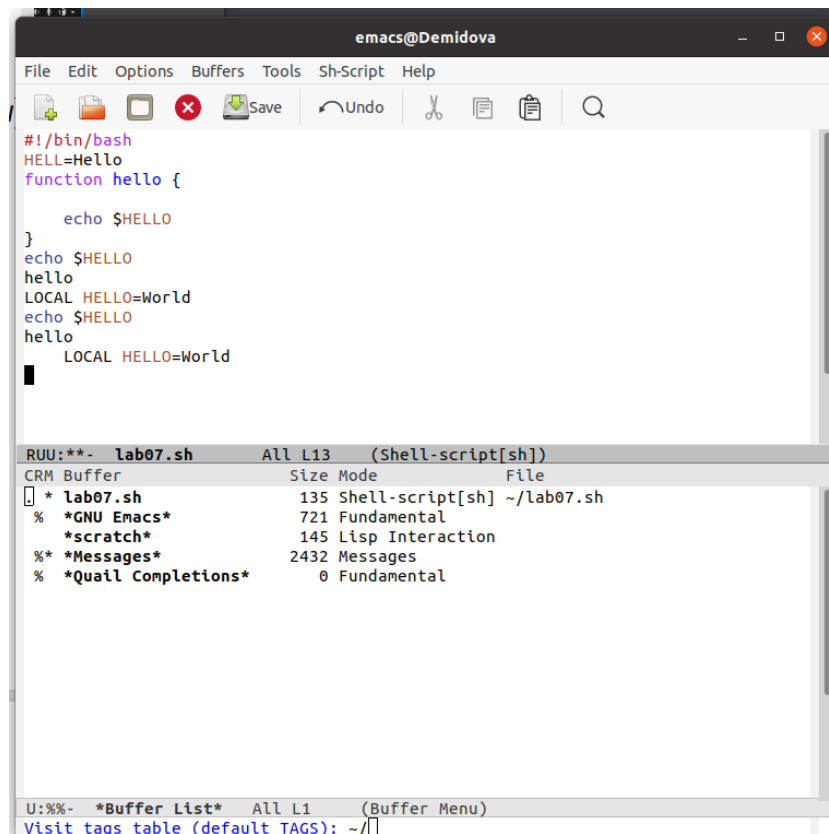 emacs@Demidova
File Edit Options Buffers Tools Sh-Script Help
Save Undo
#!/bin/bash
HELL=Hello
function hello {
    echo $HELLO
}
echo $HELLO
hello
LOCAL HELLO=World
echo $HELLO
hello
    LOCAL HELLO=World
RUU:**-  lab07.sh       All L13    (Shell-script[sh])
CRM Buffer                 Size Mode             File
. * lab07.sh                135 Shell-script[sh] ~/lab07.sh
 %  *GNU Emacs*             721 Fundamental
    *scratch*               145 Lisp Interaction
 %* *Messages*             2432 Messages
 %  *Quail Completions*       0 Fundamental
U:%%-  *Buffer List*   All L1     (Buffer Menu)
Visit tags table (default TAGS): ~/